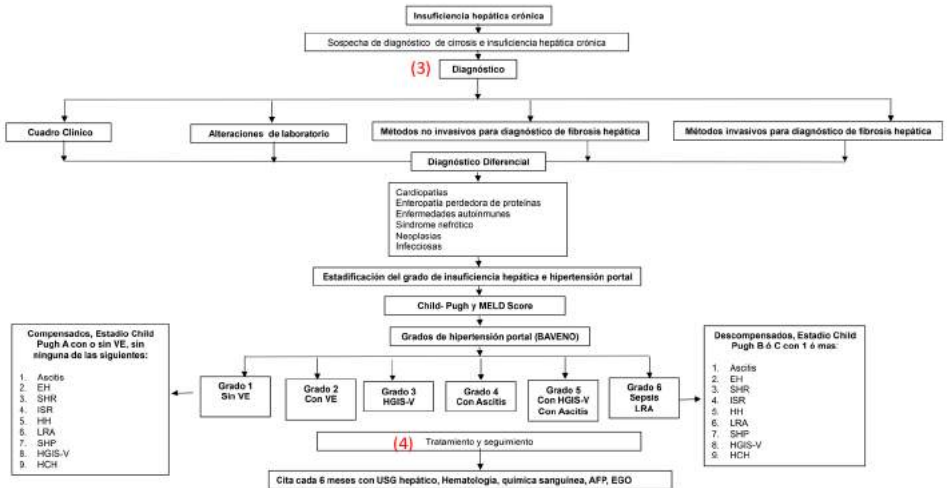 Insuficiencia hepática crónica
Sospecha de diagnóstico de cirrosis e insuficiencia hepática crónica
(3)
Diagnóstico
Cuadro Clínico
Alteraciones de laboratorio
Métodos no invasivos para diagnóstico de fibrosis hepática
Métodos invasivos para diagnóstico de fibrosis hepática
Diagnóstico Diferencial
Cardiopatías
Enteropatía perdedora de proteínas
Enfermedades autoinmunes
Síndrome nefrótico
Neoplasias
Infecciosas
Estadificación del grado de insuficiencia hepática e hipertensión portal
Child- Pugh y MELD Score
Grados de hipertensión portal (BAVENO)
Compensados, Estadio Child
Pugh A con o sin VE, sin
ninguna de las siguientes:
1. Ascitis
2. EH
3. SHR
4. ISR
5. HH
6. LRA
7. SHP
8. HGIS-V
9. HCH
Grado 1
Sin VE
Grado 2
Con VE
Grado 3
HGIS-V
Grado 4
Con Ascitis
Grado 5
Con HGIS-V
Con Ascitis
Grado 6
Sepsis
LRA
Descompensados, Estadio Child
Pugh B ó C con 1 ó mas:
1. Ascitis
2. EH
3. SHR
4. ISR
5. HH
6. LRA
7. SHP
8. HGIS-V
9. HCH
(4)
Tratamiento y seguimiento
Cita cada 6 meses con USG hepático, Hematología, química sanguínea, AFP, EGO